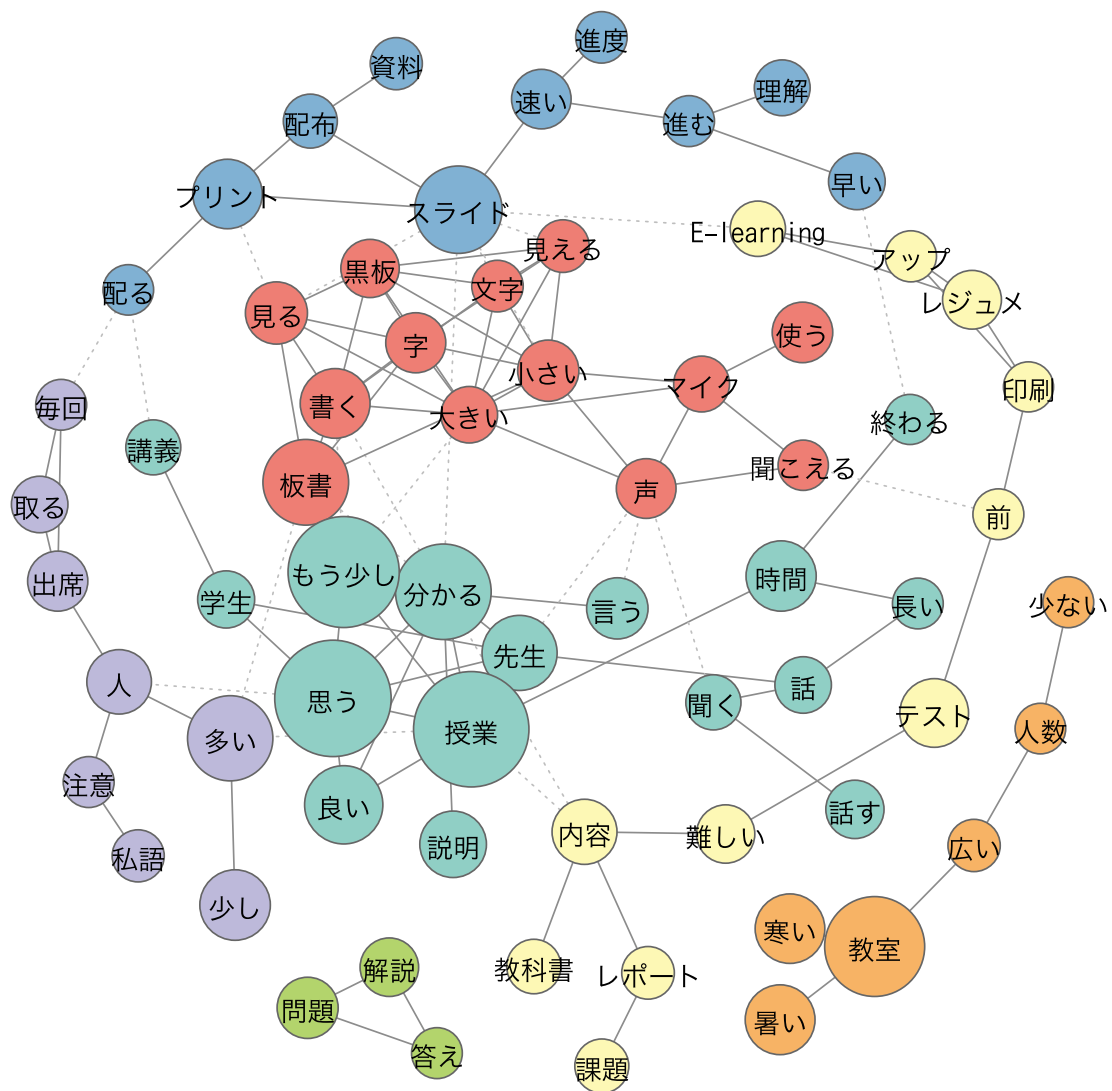 進度
資料
理解
速い
配布
進む
早い
プリント
スライド
E-learning
見える
アップ
黒板
配る
文字
レジュメ
見る
使う
字
小さい
マイク
印刷
書く
毎回
大きい
終わる
講義
聞こえる
板書
声
取る
前
もう少し
時間
出席
分かる
学生
言う
長い
少ない
先生
人
話
思う
聞く
テスト
人数
多い
授業
注意
良い
話す
内容
難しい
説明
広い
私語
少し
寒い
教室
解説
教科書
レポート
問題
暑い
答え
課題